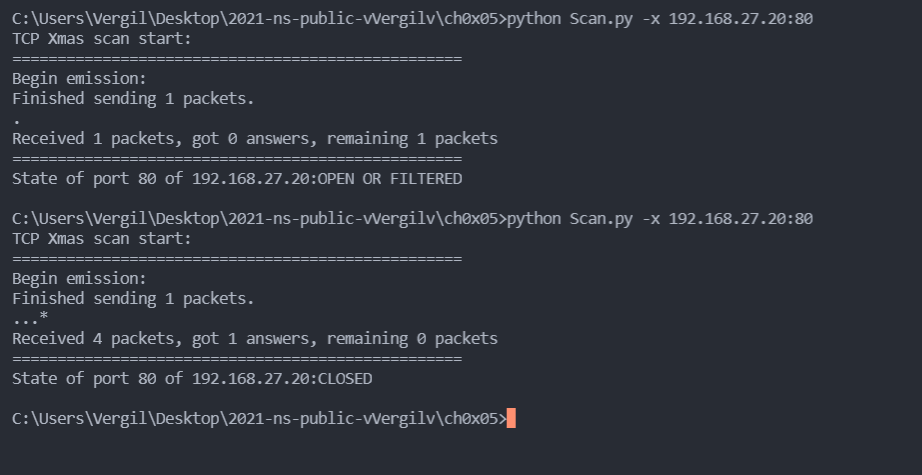 C:\Users\Vergil\Desktop\2021-ns-public-vVergilv\ch0x05>python Scan.py -x 192.168.27.20:80
TCP Xmas scan start:
==================================================
Begin emission:
Finished sending 1 packets.
.
Received 1 packets, got 0 answers, remaining 1 packets
==================================================
State of port 80 of 192.168.27.20:OPEN OR FILTERED
C:\Users\Vergil\Desktop\2021-ns-public-vVergilv\ch0x05>python Scan.py -x 192.168.27.20:80
TCP Xmas scan start:
==================================================
Begin emission:
Finished sending 1 packets.
...*
Received 4 packets, got 1 answers, remaining 0 packets
==================================================
State of port 80 of 192.168.27.20:CLOSED
C:\Users\Vergil\Desktop\2021-ns-public-vVergilv\ch0x05>